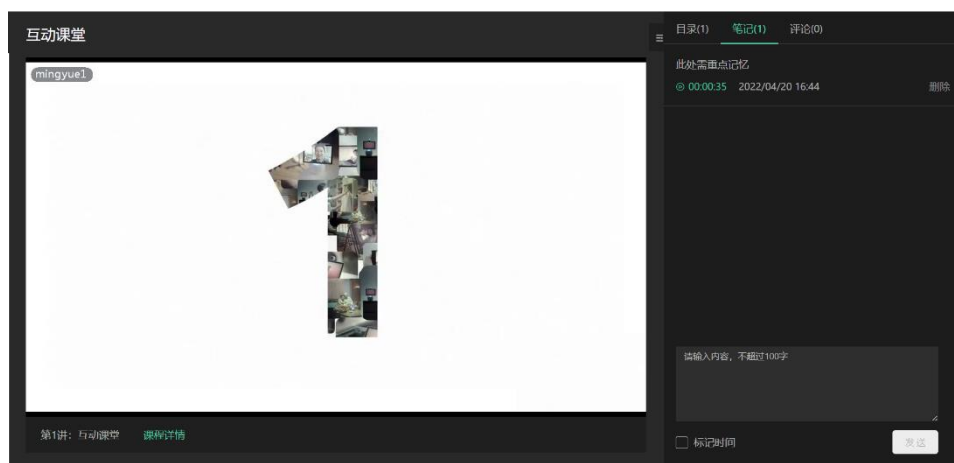 互动课堂
mingyue1
第1讲：互动课堂 课程详情
目录(1) 笔记(1) 评论(0)
此处需重点记忆
00:00:35 2022/04/20 16:44 删除
请输入内容，不超过100字
标记时间 发送